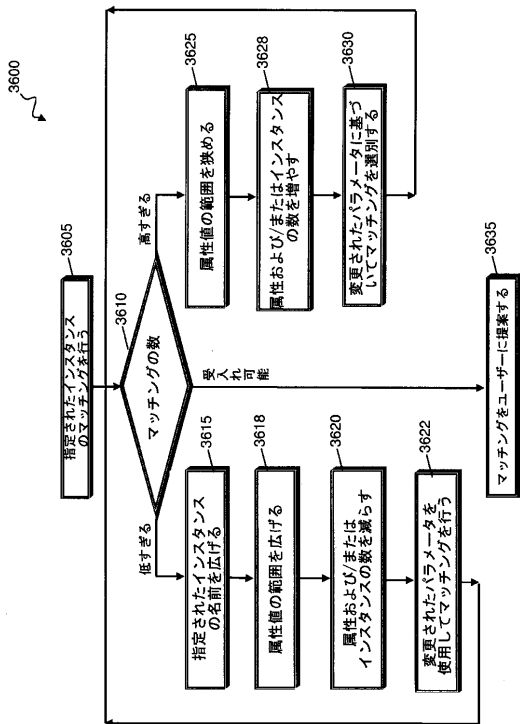 3600
3605
指定されたインスタンス
のマッチングを行う
3610
マッチングの数
低すぎる
高すぎる
受入れ
可能
3615
指定されたインスタンス
の名前を広げる
3618
属性値の範囲を広げる
3620
属性および/または
インスタンスの数を減らす
3622
変更されたパラメータを
使用してマッチングを行う
3625
属性値の範囲を狭める
3628
属性および/またはインスタンス
の数を増やす
3630
変更されたパラメータに基づ
いてマッチングを選別する
3635
マッチングをユーザーに提案する